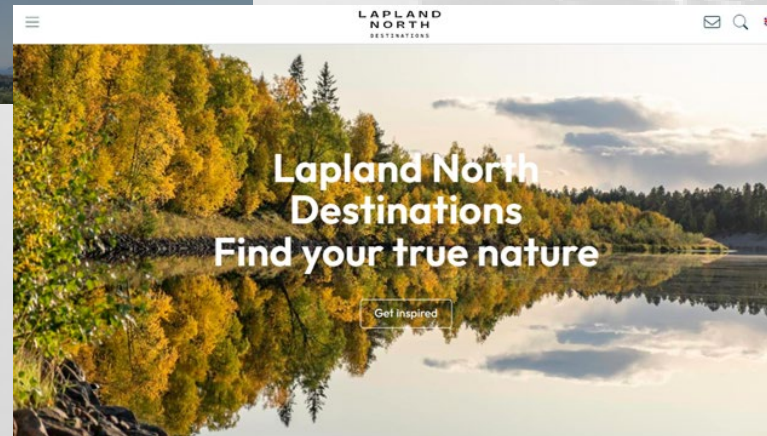 LAPLAND
NORTH
DESTINATIONS
Lapland North
Destinations
Find your true nature
Get inspired